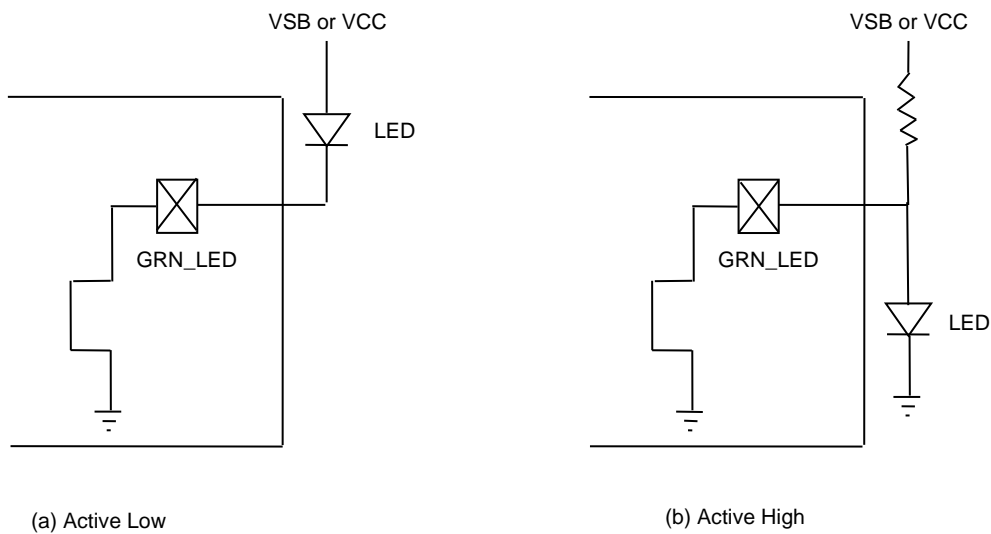 VSB or VCC
LED
GRN_LED
(a) Active Low
VSB or VCC
GRN_LED
LED
(b) Active High